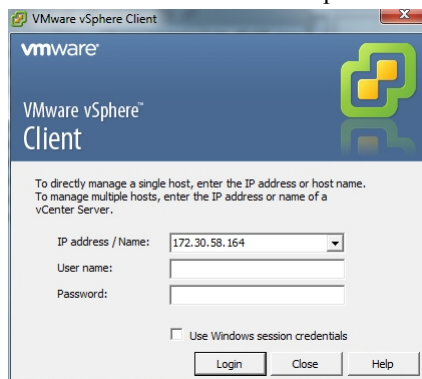 VMware vSphere Client
vmware
VMware vSphere™
Client
To directly manage a single host, enter the IP address or host name.
To manage multiple hosts, enter the IP address or name of a
vCenter Server.
IP address / Name: 172.30.58.164
User name:
Password:
Use Windows session credentials
Login Close Help